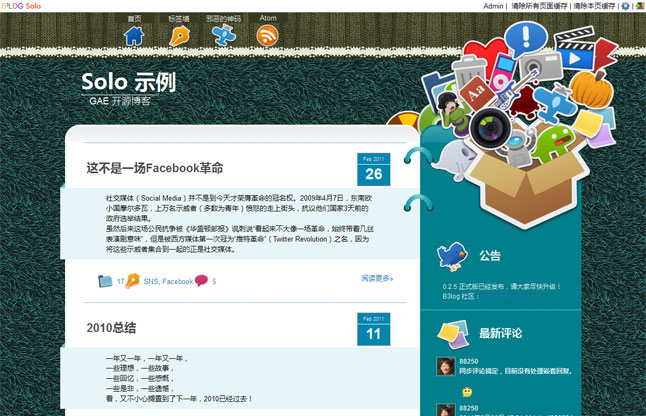 B3LOG Solo
Admin | 清除所有页面缓存 | 清除本页缓存 |
首页 标签墙 邪恶的神码 Atom
Solo 示例
GAE 开源博客
这不是一场Facebook革命
Feb 2011
26
社交媒体（Social Media）并不是到今天才荣膺革命的冠名权。2009年4月7日，东南欧
小国摩尔多瓦，上万名示威者（多数为青年）愤怒的走上街头，抗议他们国家3天前的
政府选举结果。
虽然后来这场公民抗争被《华盛顿邮报》说刺说“看起来不大像一场革命，始终带着几丝
表演剧意味”，但是被西方媒体第一次冠为“推特革命”（Twitter Revolution）之名，因为
将这些示威者集合到一起的正是社交媒体。
17 SNS, Facebook 5
阅读更多»
2010总结
Feb 2011
11
一年又一年，一年又一年，
一些理想，一些故事，
一些回忆，一些感慨，
一些是非，一些遗憾，
看，又不小心拥置到了下一年，2010已经过去！
Aa
公告
0.2.5 正式版已经发布，请大家尽快升级！
B3log 社区：
最新评论
88250
同步评论搞定，目前没有处理嵌套回复。
88250